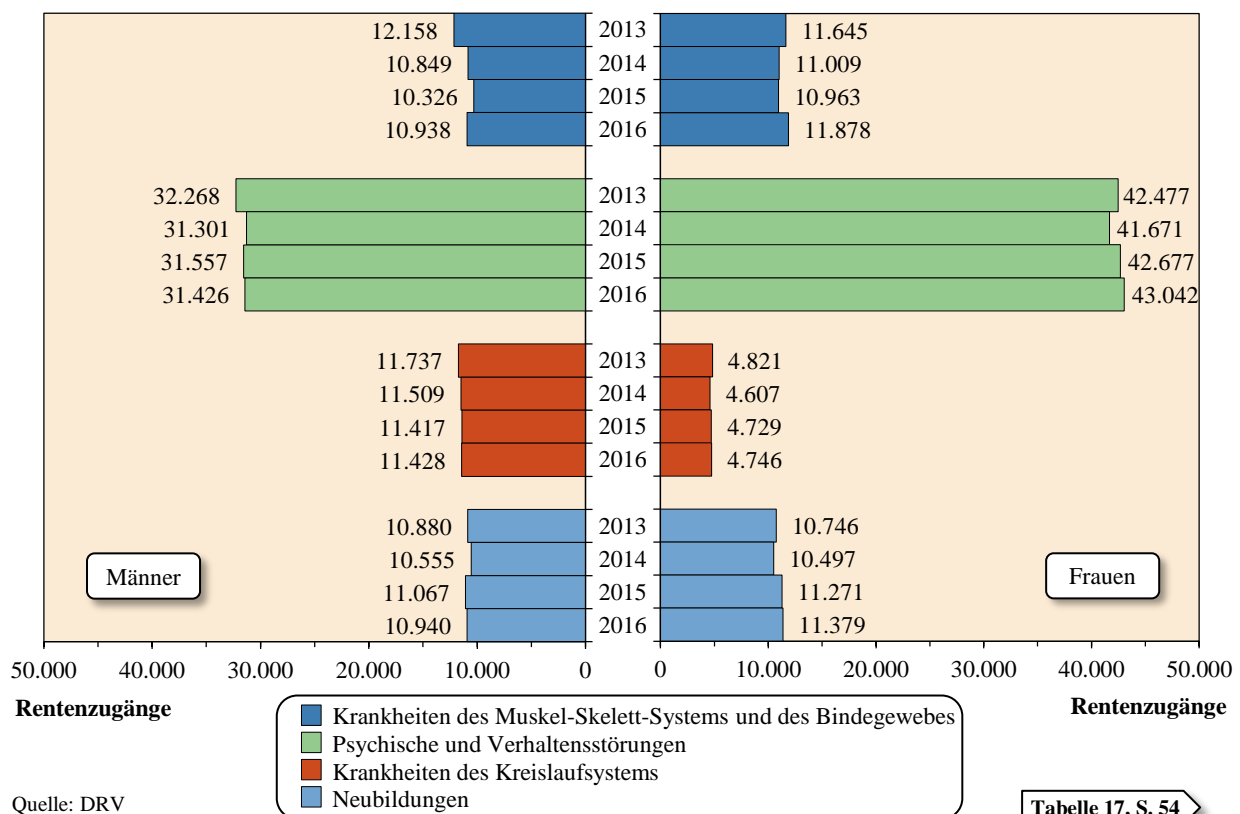 12.158 2013 11.645
10.849 2014 11.009
10.326 2015 10.963
10.938 2016 11.878
32.268 2013 42.477
31.301 2014 41.671
31.557 2015 42.677
31.426 2016 43.042
11.737 2013 4.821
11.509 2014 4.607
11.417 2015 4.729
11.428 2016 4.746
10.880 2013 10.746
10.555 2014 10.497
Männer Frauen
11.067 2015 11.271
10.940 2016 11.379
50.000 40.000 30.000 20.000 10.000 0 0 10.000 20.000 30.000 40.000 50.000
Rentenzugänge Rentenzugänge
Krankheiten des Muskel-Skelett-Systems und des Bindegewebes
Psychische und Verhaltensstörungen
Krankheiten des Kreislaufsystems
Neubildungen
Quelle: DRV
Tabelle 17, S. 54